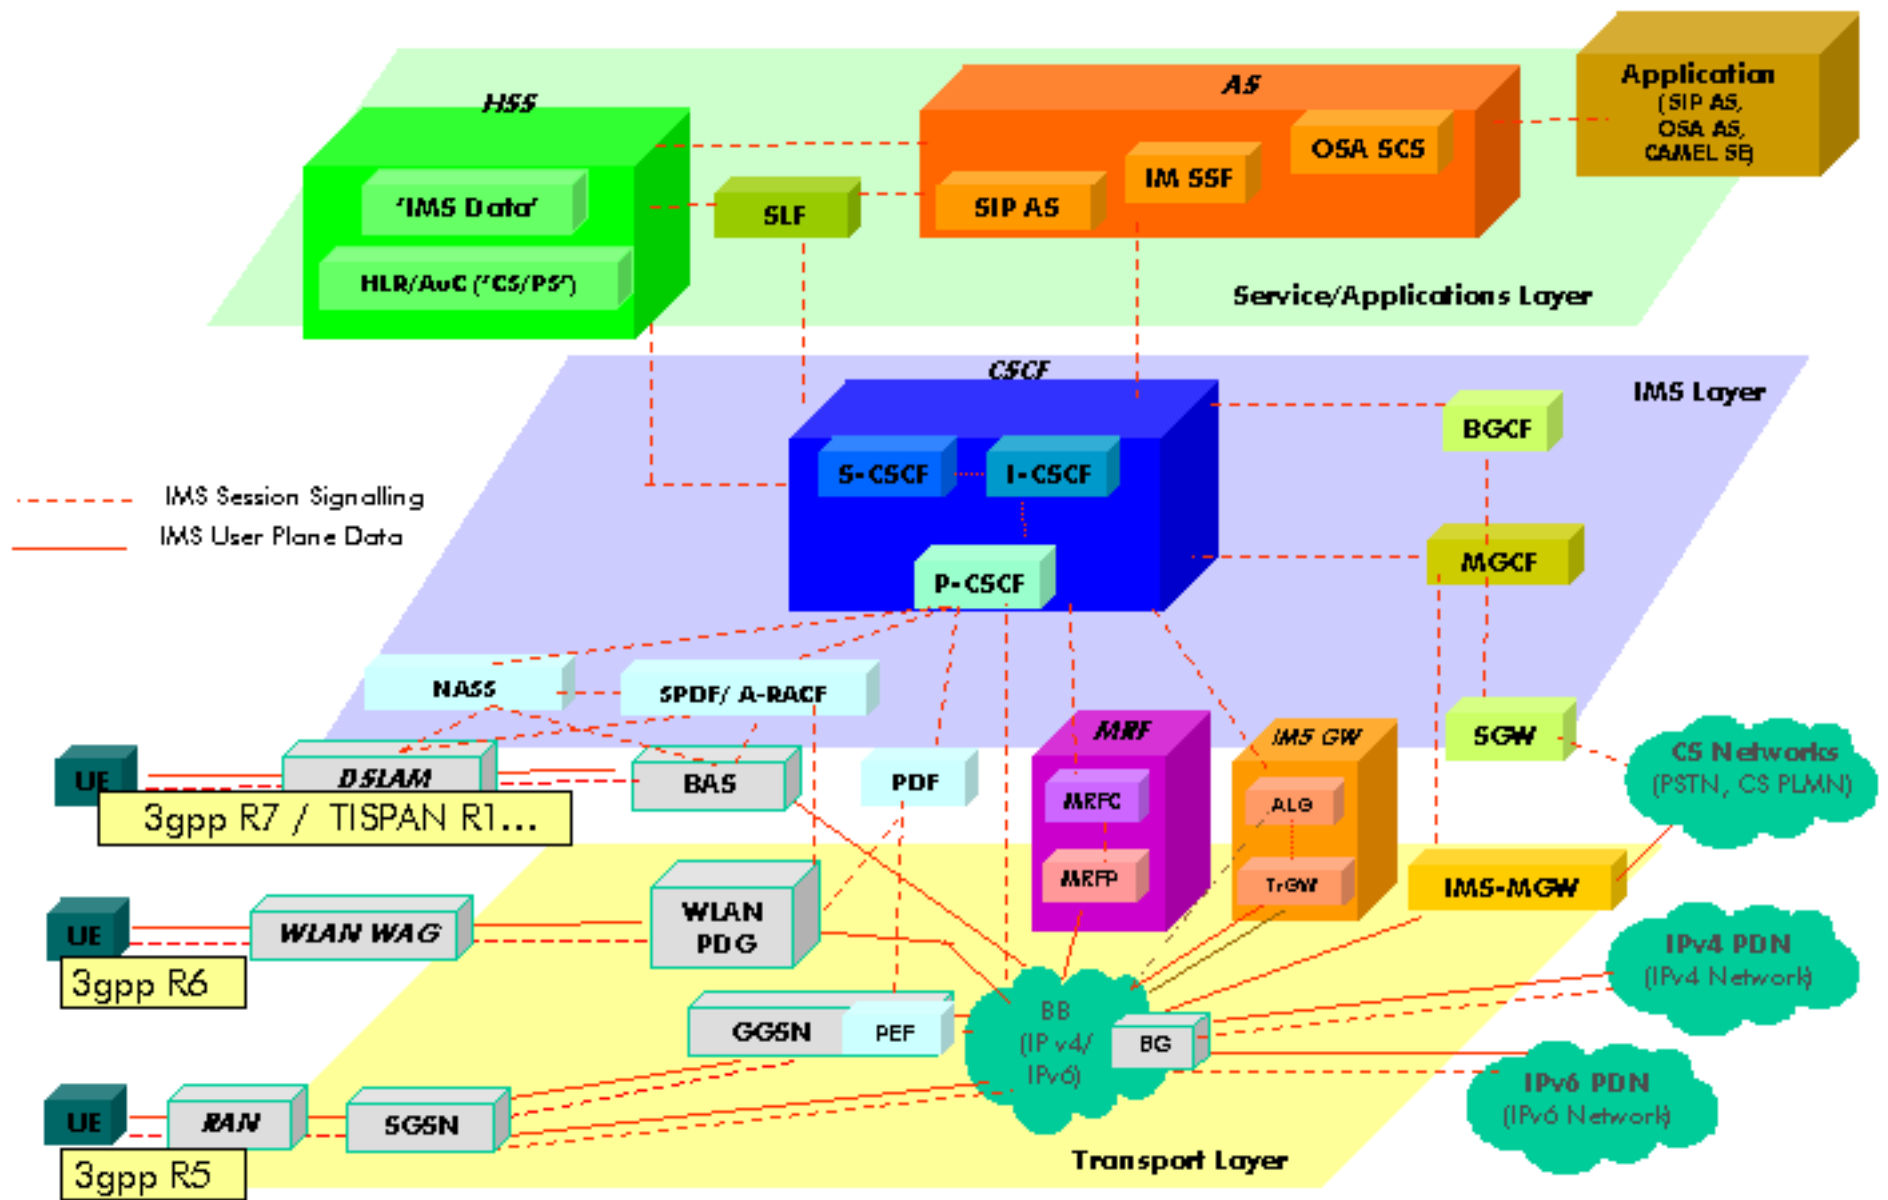 HSS
AS
Application
(SIP AS,
OSA AS,
CAMEL SE)
OSA SCS
IM SSF
SIP AS
'IMS Data'
SLF
HLR/AuC ('CS/PS')
Service/Applications Layer
CSCF
IMS Layer
BGCF
S-CSCF
I-CSCF
IMS Session Signalling
IMS User Plane Data
MGCF
P-CSCF
NASS
SPDF/ A-RACF
MRF
IMS GW
SGW
CS Networks
(PSTN, CS PLMN)
UE
DSLAM
BAS
PDF
MRFC
ALG
3gpp R7 / TISPAN R1...
MRFP
TrGW
IMS-MGW
WLAN
PDG
UE
WLAN WAG
IPv4 PDN
(IPv4 Network)
3gpp R6
BB
(IP v4/
IPv6)
GGSN
PEF
BG
IPv6 PDN
(IPv6 Network)
UE
RAN
SGSN
3gpp R5
Transport Layer